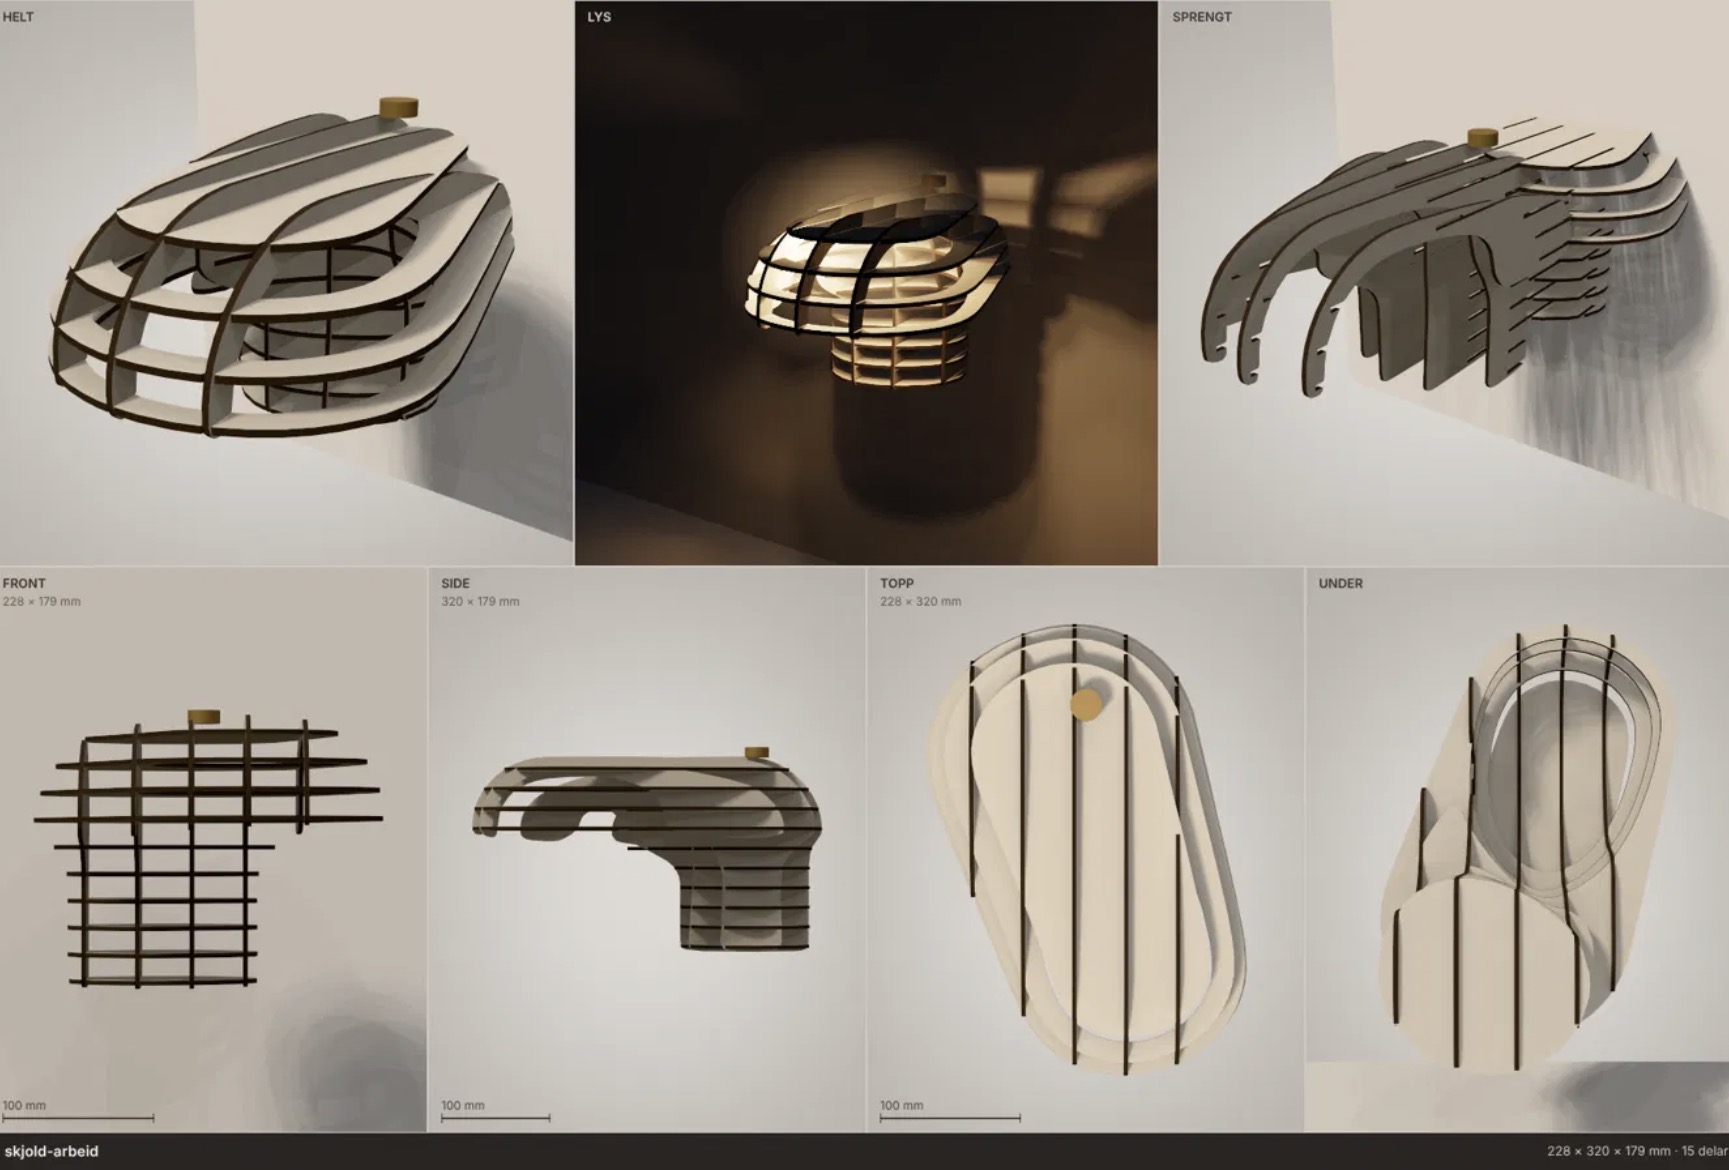 HELT
LYS
SPRENGT
FRONT
228 × 179 mm
SIDE
320 × 179 mm
TOPP
228 × 320 mm
UNDER
100 mm
100 mm
100 mm
skjold-arbeid
228 × 320 × 179 mm · 15 delar